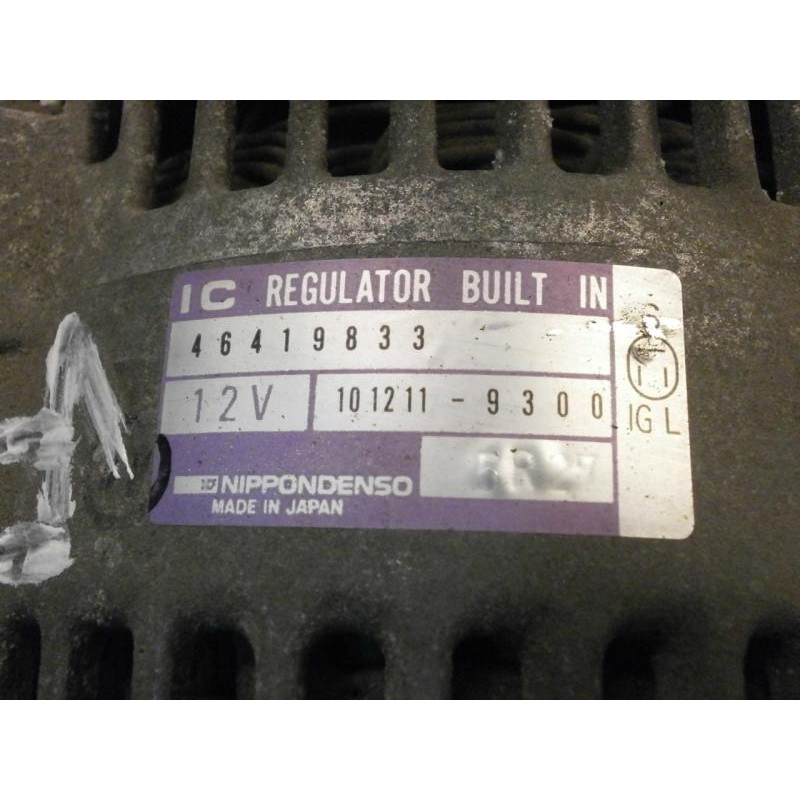 IC REGULATOR BUILT IN
46419833
12V 101211-9300
S
IG L
NIPPONDENSO
MADE IN JAPAN